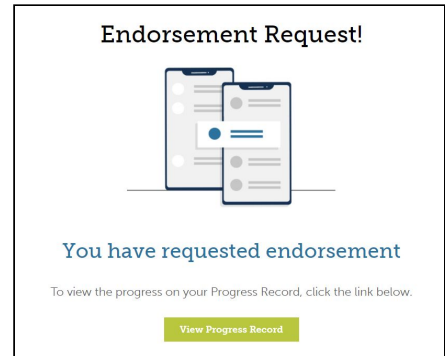 Endorsement Request!
You have requested endorsement
To view the progress on your Progress Record, click the link below.
View Progress Record